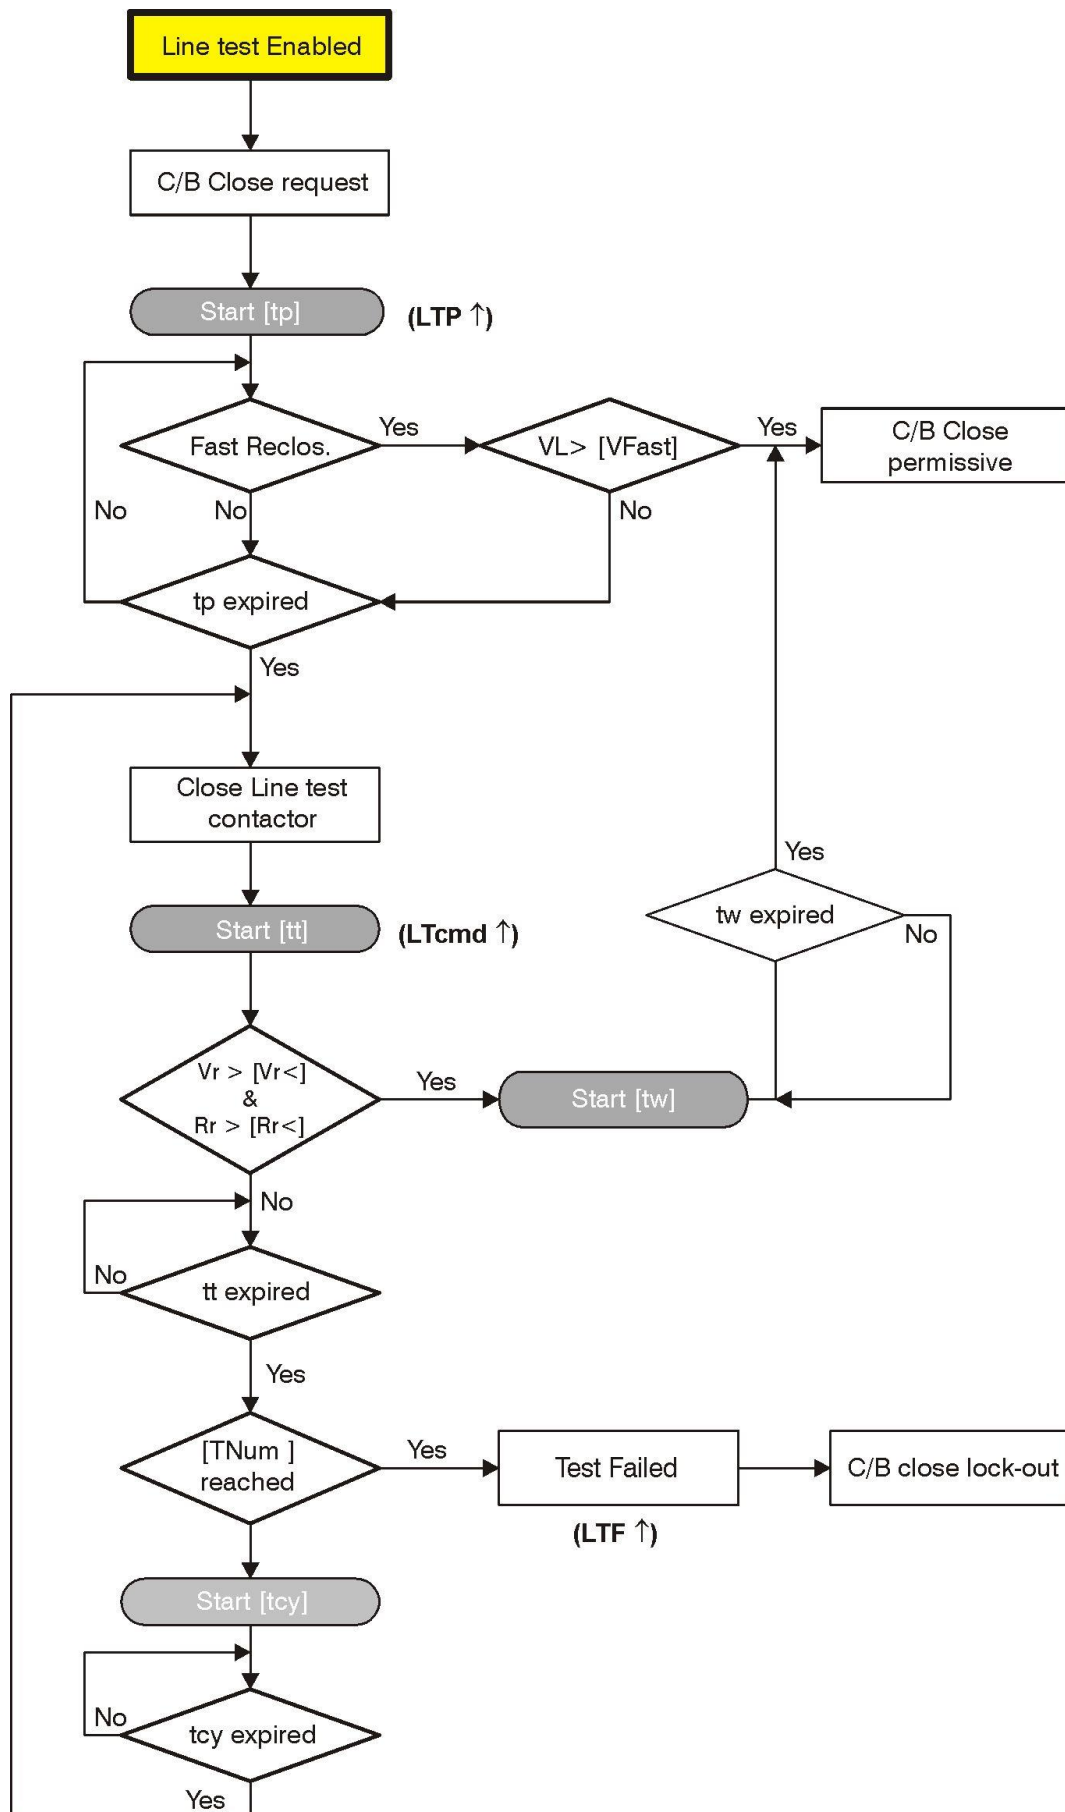 Line test Enabled
C/B Close request
Start [tp]
(LTP ↑)
Fast Reclos.
Yes
VL> [VFast]
Yes
C/B Close
permissive
No
No
No
tp expired
Yes
Close Line test
contactor
Yes
tw expired
No
Start [tt]
(LTcmd ↑)
Vr > [Vr<]
&
Rr > [Rr<]
Yes
Start [tw]
No
No
tt expired
Yes
[TNum ]
reached
Yes
Test Failed
C/B close lock-out
(LTF ↑)
Start [tcy]
No
tcy expired
Yes